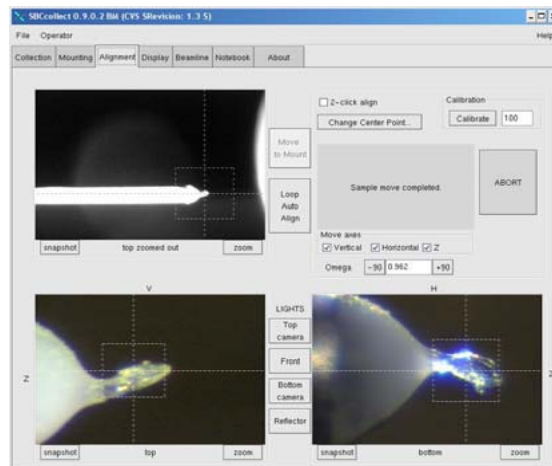 SBCcollect 0.9.0.2 BM (CVS SRevision: 1.3 S)
File Operator Help
Collection Mounting Alignment Display Beamline Notebook About
2-click align
Change Center Point...
Calibration
Calibrate 100
Move to Mount
Loop Auto Align
Sample move completed.
ABORT
Move axes
Vertical Horizontal Z
Omega -90 0.962 +90
snapshot top zoomed out zoom
V
H
Z
Z
LIGHTS
Top camera
Front
Bottom camera
Reflector
snapshot top zoom
snapshot bottom zoom